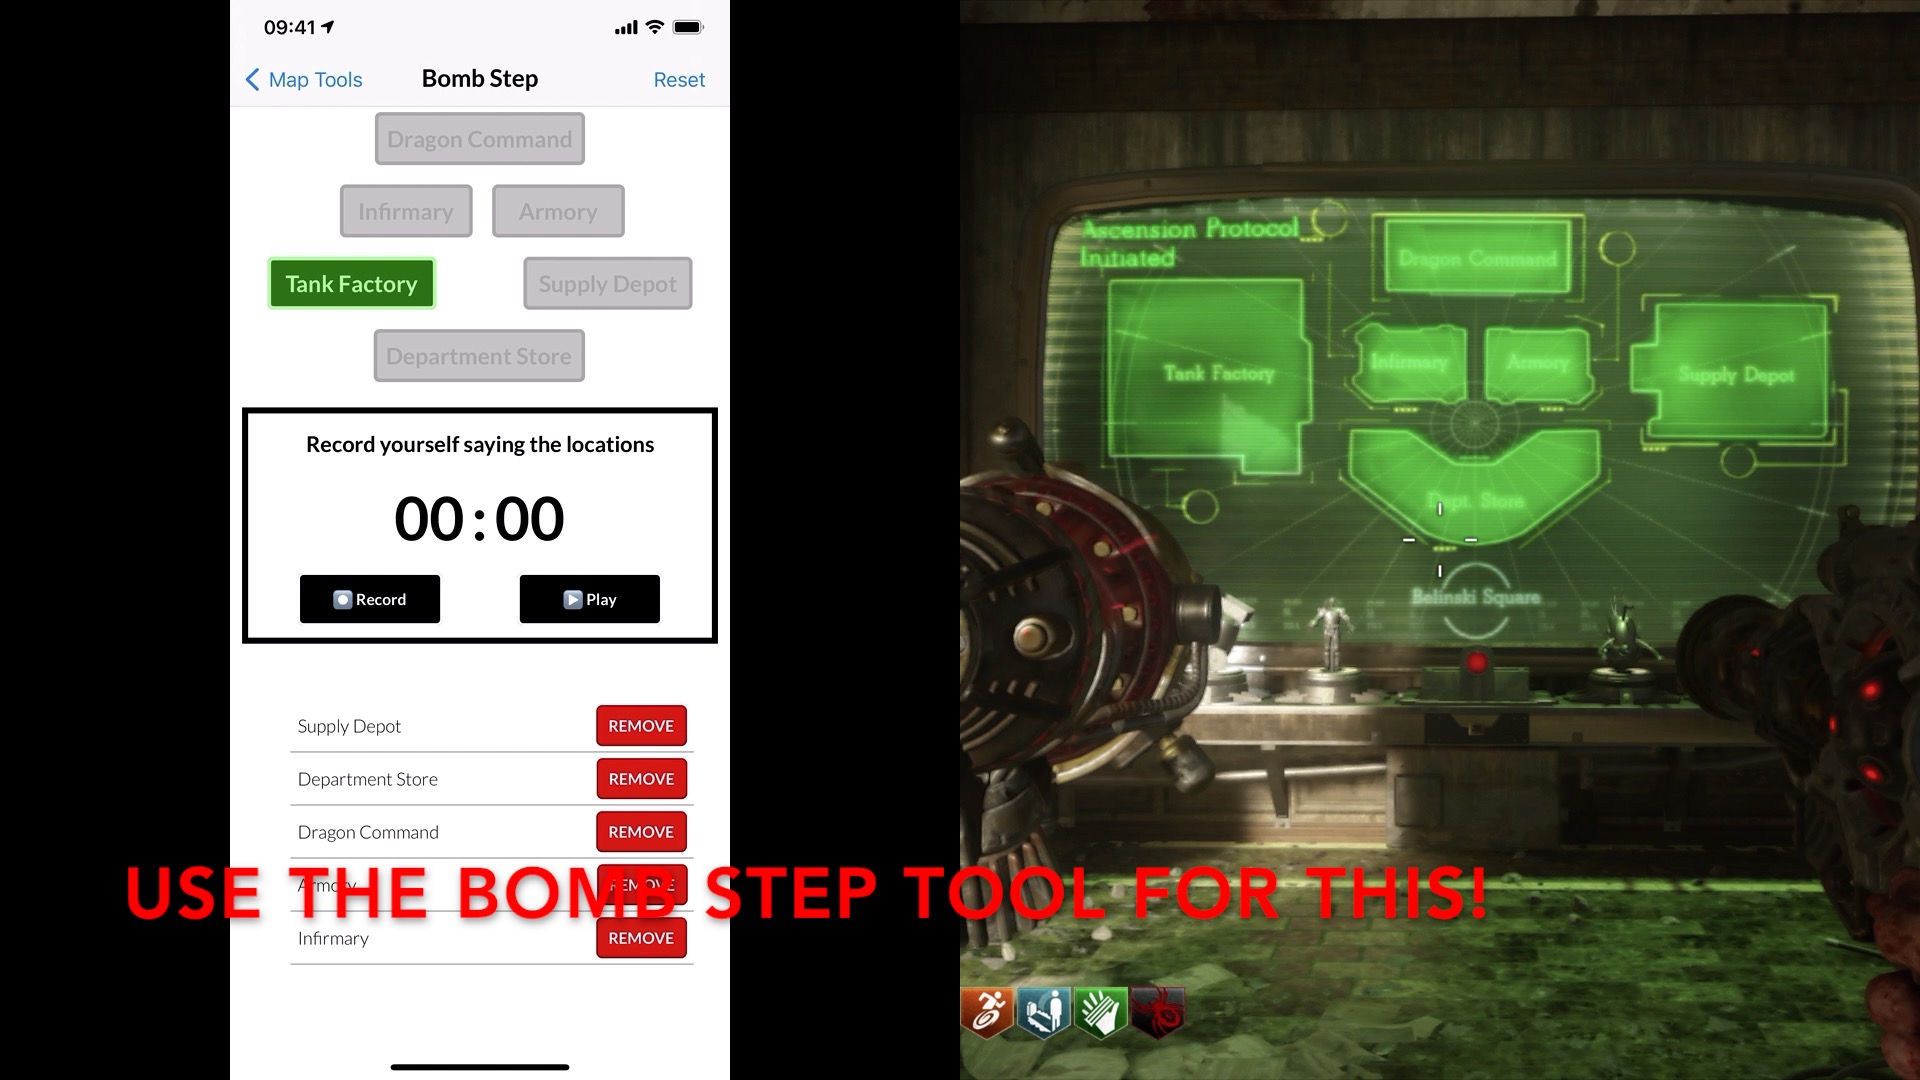 09:41
Map Tools
Bomb Step
Reset
Dragon Command
Infirmary
Armory
Tank Factory
Supply Depot
Department Store
Record yourself saying the locations
00:00
Record
Play
Supply Depot
REMOVE
Department Store
REMOVE
Dragon Command
REMOVE
Armory
REMOVE
Infirmary
REMOVE
USE THE BOMB STEP TOOL FOR THIS!
Ascension Protocol
Initiated
Dragon Command
Tank Factory
Infirmary
Armory
Supply Depot
Dept. Store
Belinski Square